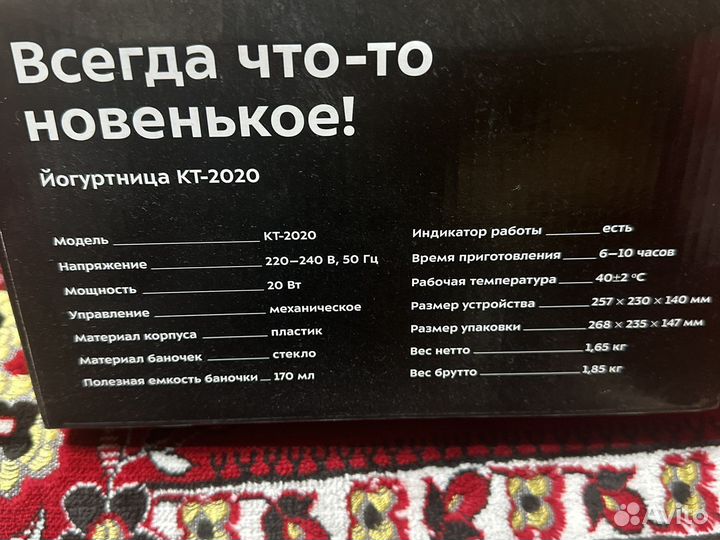 Всегда что-то
новенькое!
йогуртница КТ-2020
Модель КТ-2020
Напряжение 220–240 В, 50 Гц
Мощность 20 Вт
Управление механическое
Материал корпуса пластик
Материал баночек стекло
Полезная емкость баночки 170 мл
Индикатор работы есть
Время приготовления 6–10 часов
Рабочая температура 40±2 °C
Размер устройства 257 × 230 × 140 мм
Размер упаковки 268 × 235 × 147 мм
Вес нетто 1,65 кг
Вес брутто 1,85 кг
Avito